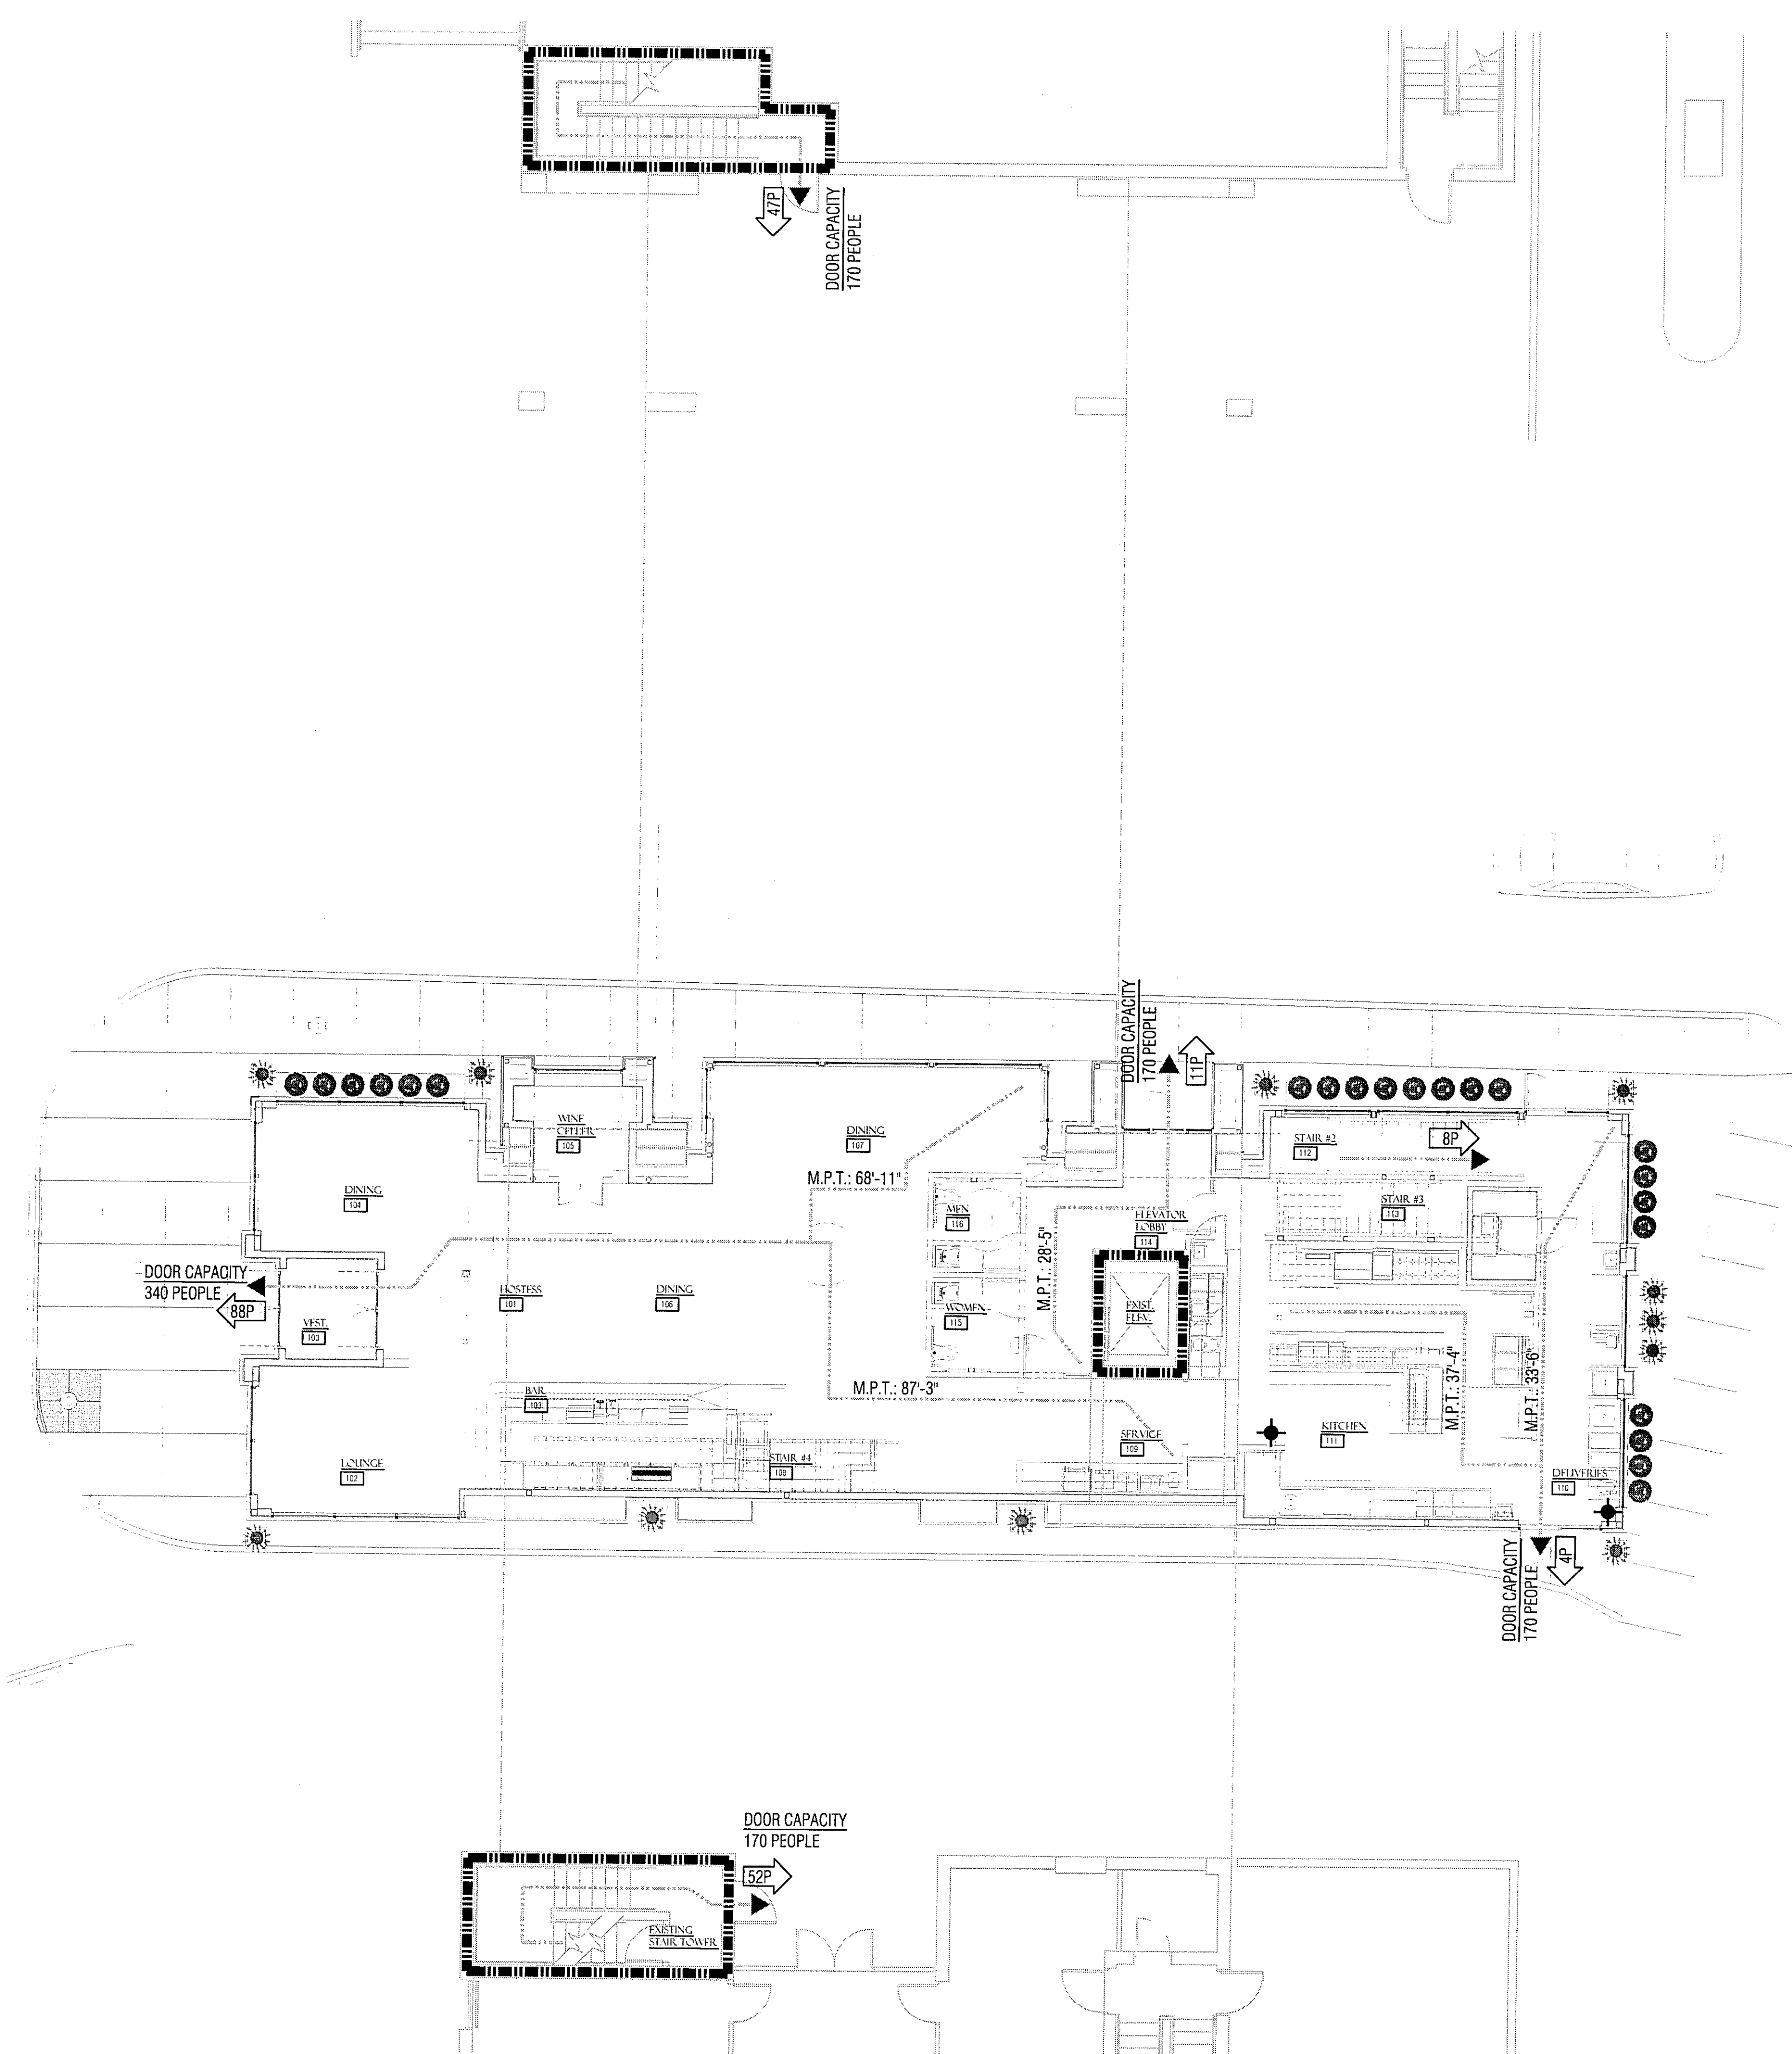 47P
DOOR CAPACITY
170 PEOPLE
DOOR CAPACITY
170 PEOPLE
11P
WINE
CELLER
105
DINING
107
STAIR #2
112
8P
M.P.T.: 68'-11"
DINING
104
MEN
116
STAIR #3
113
ELEVATOR
LOBBY
114
M.P.T.: 28'-5"
DOOR CAPACITY
340 PEOPLE
88P
VEST.
100
HOSTESS
101
DINING
106
WOMEN
115
EXIST.
ELEV.
M.P.T.: 37'-4"
M.P.T.: 33'-6"
M.P.T.: 87'-3"
BAR
103
KITCHEN
111
SERVICE
109
LOUNGE
102
STAIR #4
108
DELIVERIES
110
DOOR CAPACITY
170 PEOPLE
4P
DOOR CAPACITY
170 PEOPLE
52P
EXISTING
STAIR TOWER